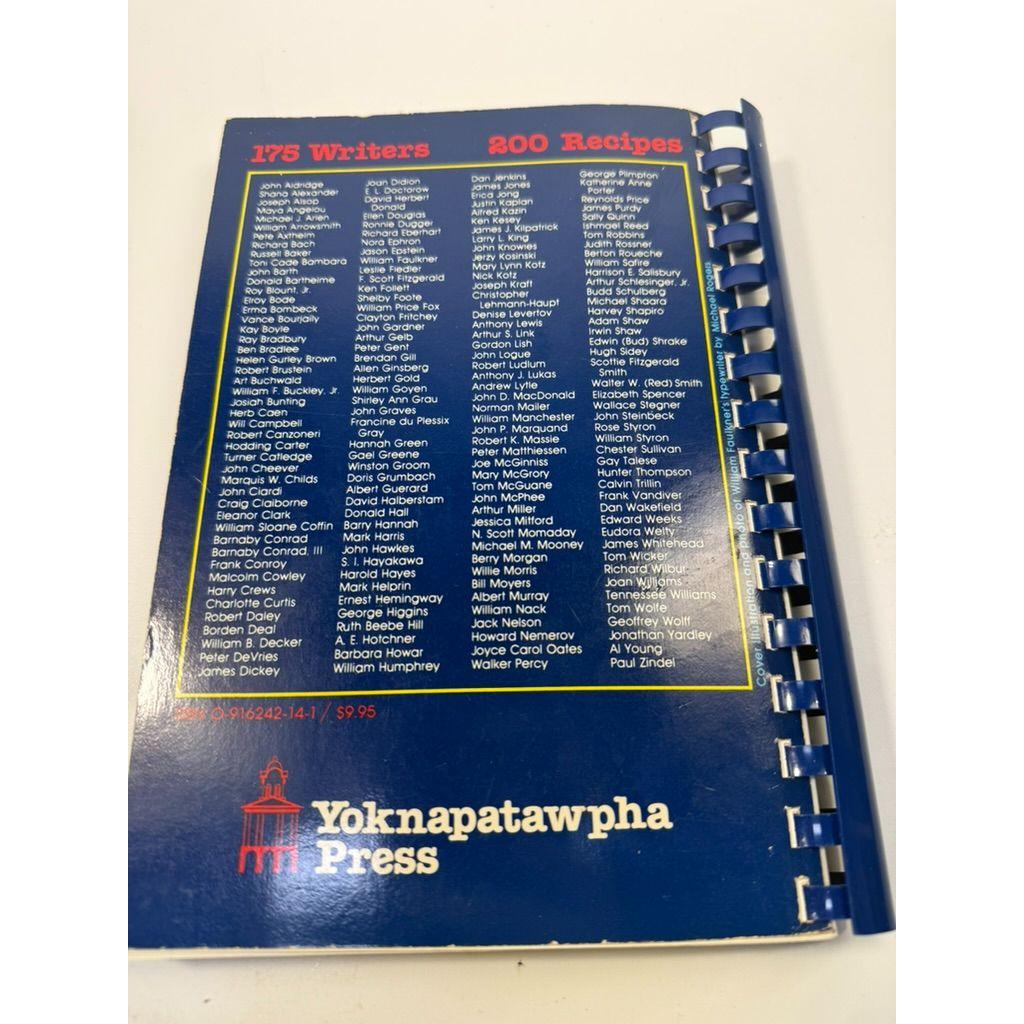 175 Writers
200 Recipes
John Aldridge
Shana Alexander
Joseph Alsop
Maya Angelou
Michael J. Arlen
William Arrowsmith
Pete Axthelm
Richard Bach
Russell Baker
Toni Cade Bambara
John Barth
Donald Barthelme
Roy Blount, Jr.
Elroy Bode
Erma Bombeck
Vance Bourjaily
Kay Boyle
Ray Bradbury
Ben Bradlee
Helen Gurley Brown
Robert Brustein
Art Buchwald
William F. Buckley, Jr.
Josiah Bunting
Herb Caen
Will Campbell
Robert Canzoneri
Hodding Carter
Turner Catledge
John Cheever
Marquis W. Childs
John Ciardi
Craig Claiborne
Eleanor Clark
William Sloane Coffin
Barnaby Conrad
Barnaby Conrad, III
Frank Conroy
Malcolm Cowley
Harry Crews
Charlotte Curtis
Robert Daley
Borden Deal
William B. Decker
Peter DeVries
James Dickey
Joan Didion
E. L. Doctorow
David Herbert
Donald
Ellen Douglas
Ronnie Dugger
Richard Eberhart
Nora Ephron
Jason Epstein
William Faulkner
Leslie Fiedler
F. Scott Fitzgerald
Ken Follett
Shelby Foote
William Price Fox
Clayton Fritchey
John Gardner
Arthur Gelb
Peter Gent
Brendan Gill
Allen Ginsberg
Herbert Gold
William Goyen
Shirley Ann Grau
John Graves
Francine du Plessix
Gray
Hannah Green
Gael Greene
Winston Groom
Doris Grumbach
Albert Guerard
David Halberstam
Donald Hall
Barry Hannah
Mark Harris
John Hawkes
S. I. Hayakawa
Harold Hayes
Mark Helprin
Ernest Hemingway
George Higgins
Ruth Beebe Hill
A. E. Hotchner
Barbara Howar
William Humphrey
Dan Jenkins
James Jones
Erica Jong
Justin Kaplan
Alfred Kazin
Ken Kesey
James J. Kilpatrick
Larry L. King
John Knowles
Jerzy Kosinski
Mary Lynn Kotz
Nick Kotz
Joseph Kraft
Christopher
Lehmann-Haupt
Denise Levertov
Anthony Lewis
Arthur S. Link
Gordon Lish
John Logue
Robert Ludlum
Anthony J. Lukas
Andrew Lytle
John D. MacDonald
Norman Mailer
William Manchester
John P. Marquand
Robert K. Massie
Peter Matthiessen
Joe McGinniss
Mary McGrory
Tom McGuane
John McPhee
Arthur Miller
Jessica Mitford
N. Scott Momaday
Michael M. Mooney
Berry Morgan
Willie Morris
Bill Moyers
Albert Murray
William Nack
Jack Nelson
Howard Nemerov
Joyce Carol Oates
Walker Percy
George Plimpton
Katherine Anne
Porter
Reynolds Price
James Purdy
Sally Quinn
Ishmael Reed
Tom Robbins
Judith Rossner
Berton Roueche
William Safire
Harrison E. Salisbury
Arthur Schlesinger, Jr.
Budd Schulberg
Michael Shaara
Harvey Shapiro
Adam Shaw
Irwin Shaw
Edwin (Bud) Shrake
Hugh Sidey
Scottie Fitzgerald
Smith
Walter W. (Red) Smith
Elizabeth Spencer
Wallace Stegner
John Steinbeck
Rose Styron
William Styron
Chester Sullivan
Gay Talese
Hunter Thompson
Calvin Trillin
Frank Vandiver
Dan Wakefield
Edward Weeks
Eudora Welty
James Whitehead
Tom Wicker
Richard Wilbur
Joan Williams
Tennessee Williams
Tom Wolfe
Geoffrey Wolff
Jonathan Yardley
Al Young
Paul Zindel
Cover illustration and photo of William Faulkner's typewriter by Michael Rogers
ISBN 0-916242-14-1 / $9.95
Yoknapatawpha
Press